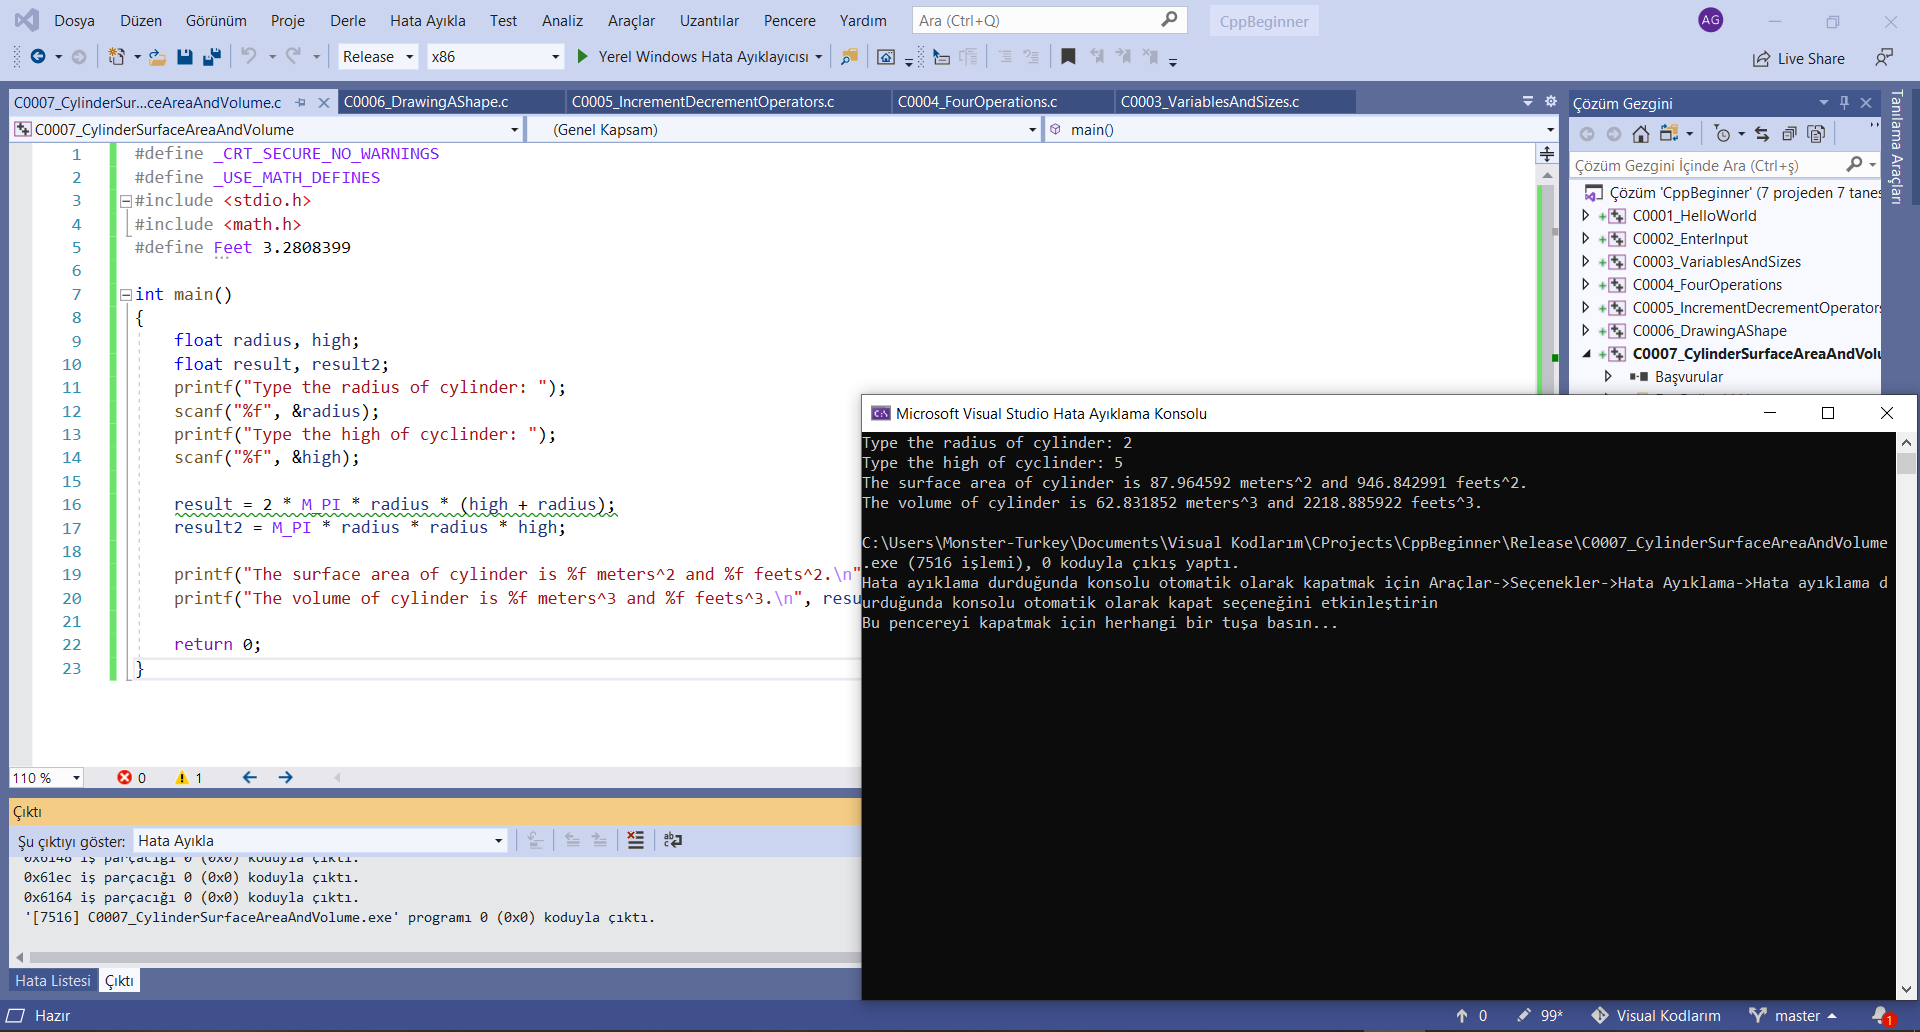 Dosya Düzen Görünüm Proje Derle Hata Ayıkla Test Analiz Araçlar Uzantılar Pencere Yardım Ara (Ctrl+Q) CppBeginner AG
Release x86 Yerel Windows Hata Ayıklayıcısı Live Share
C0007_CylinderSur...ceAreaAndVolume.c C0006_DrawingAShape.c C0005_IncrementDecrementOperators.c C0004_FourOperations.c C0003_VariablesAndSizes.c
C0007_CylinderSurfaceAreaAndVolume (Genel Kapsam) main()
1 #define _CRT_SECURE_NO_WARNINGS
2 #define _USE_MATH_DEFINES
3 #include <stdio.h>
4 #include <math.h>
5 #define Feet 3.2808399
6
7 int main()
8 {
9 float radius, high;
10 float result, result2;
11 printf("Type the radius of cylinder: ");
12 scanf("%f", &radius);
13 printf("Type the high of cyclinder: ");
14 scanf("%f", &high);
15
16 result = 2 * M_PI * radius * (high + radius);
17 result2 = M_PI * radius * radius * high;
18
19 printf("The surface area of cylinder is %f meters^2 and %f feets^2.\n"
20 printf("The volume of cylinder is %f meters^3 and %f feets^3.\n", resu
21
22 return 0;
23 }
110 % 0 1
Çıktı
Şu çıktıyı göster: Hata Ayıkla
0x6148 iş parçacığı 0 (0x0) koduyla çıktı.
0x61ec iş parçacığı 0 (0x0) koduyla çıktı.
0x6164 iş parçacığı 0 (0x0) koduyla çıktı.
'[7516] C0007_CylinderSurfaceAreaAndVolume.exe' programı 0 (0x0) koduyla çıktı.
Hata Listesi Çıktı
Çözüm Gezgini
Çözüm Gezgini İçinde Ara (Ctrl+ş)
Çözüm 'CppBeginner' (7 projeden 7 tanes
C0001_HelloWorld
C0002_EnterInput
C0003_VariablesAndSizes
C0004_FourOperations
C0005_IncrementDecrementOperators
C0006_DrawingAShape
C0007_CylinderSurfaceAreaAndVolu
Başvurular
Tanılama Araçları
Microsoft Visual Studio Hata Ayıklama Konsolu
Type the radius of cylinder: 2
Type the high of cyclinder: 5
The surface area of cylinder is 87.964592 meters^2 and 946.842991 feets^2.
The volume of cylinder is 62.831852 meters^3 and 2218.885922 feets^3.
C:\Users\Monster-Turkey\Documents\Visual Kodlarım\CProjects\CppBeginner\Release\C0007_CylinderSurfaceAreaAndVolume
.exe (7516 işlemi), 0 koduyla çıkış yaptı.
Hata ayıklama durduğunda konsolu otomatik olarak kapatmak için Araçlar->Seçenekler->Hata Ayıklama->Hata ayıklama d
urduğunda konsolu otomatik olarak kapat seçeneğini etkinleştirin
Bu pencereyi kapatmak için herhangi bir tuşa basın...
Hazır 0 99* Visual Kodlarım master 1